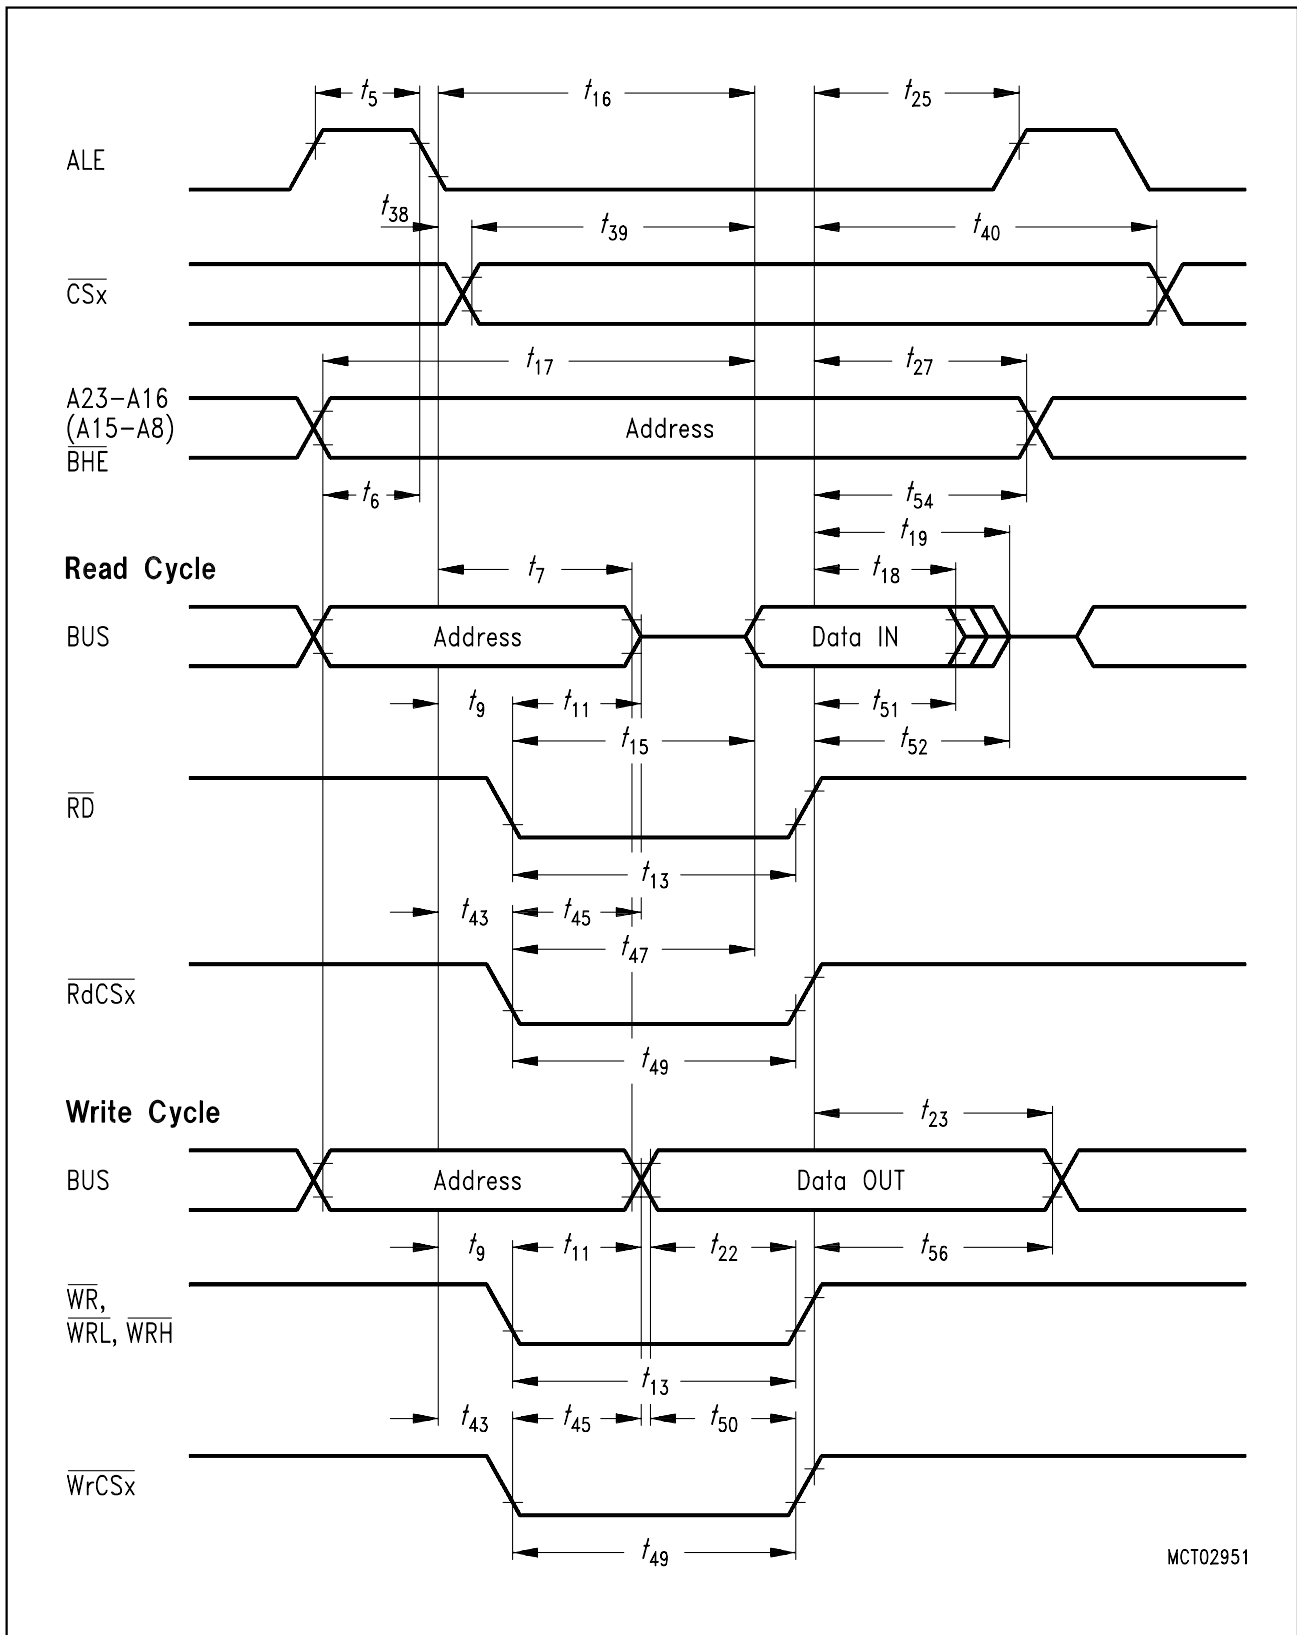 t5 t16 t25
ALE
t38 t39 t40
CSx
t17 t27
A23-A16
(A15-A8)
BHE
Address
t6 t54
t19
Read Cycle
t7 t18
BUS Address Data IN
t9 t11 t51
t15 t52
RD
t13
t43 t45
t47
RdCSx
t49
Write Cycle
t23
BUS Address Data OUT
t9 t11 t22 t56
WR,
WRL, WRH
t13
t43 t45 t50
WrCSx
t49
MCT02951